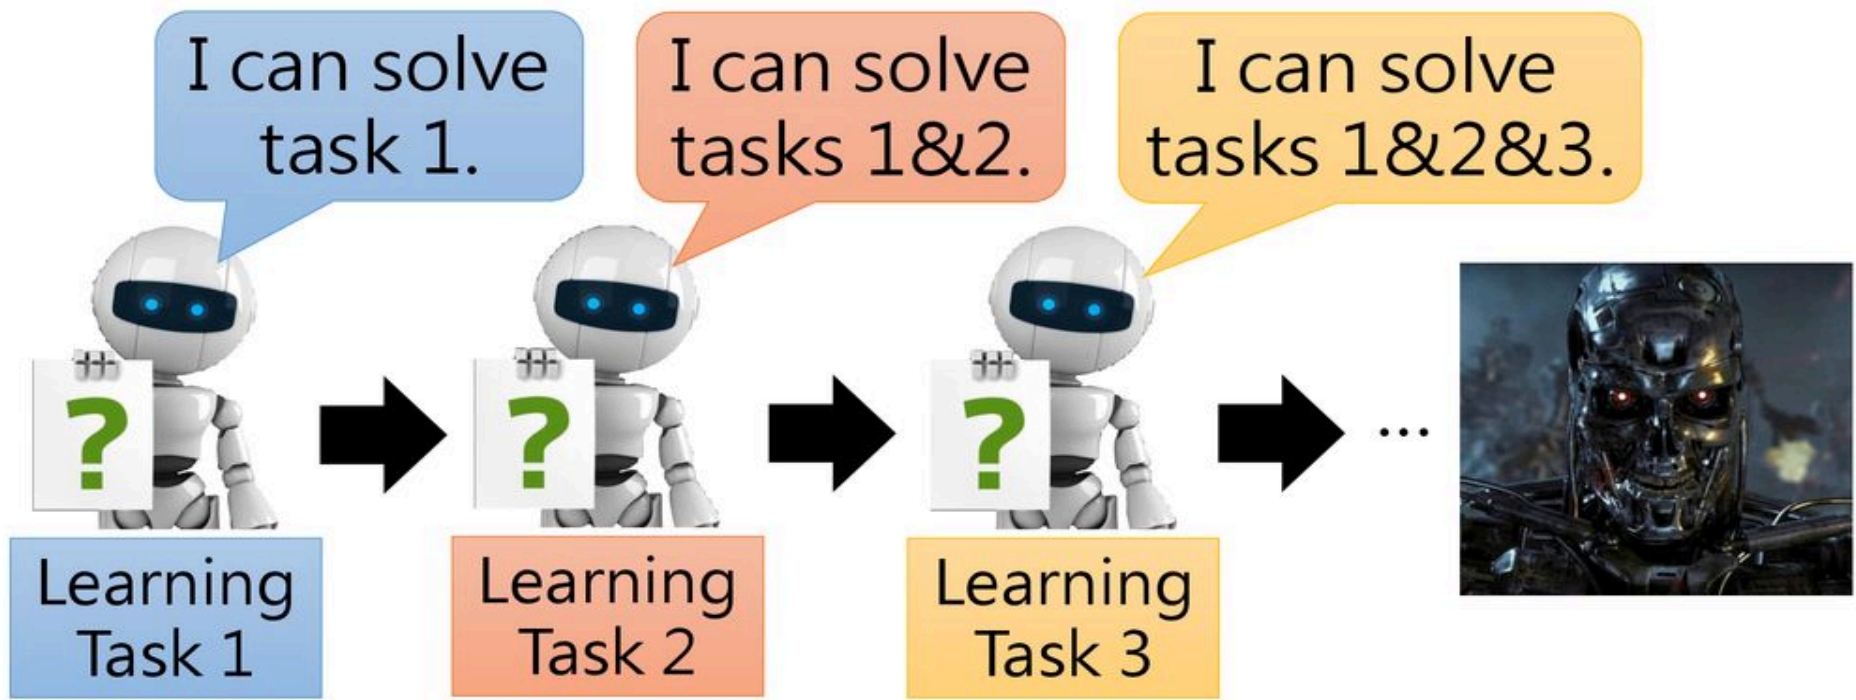 I can solve
task 1.
I can solve
tasks 1&2.
I can solve
tasks 1&2&3.
?
?
?
...
Learning
Task 1
Learning
Task 2
Learning
Task 3